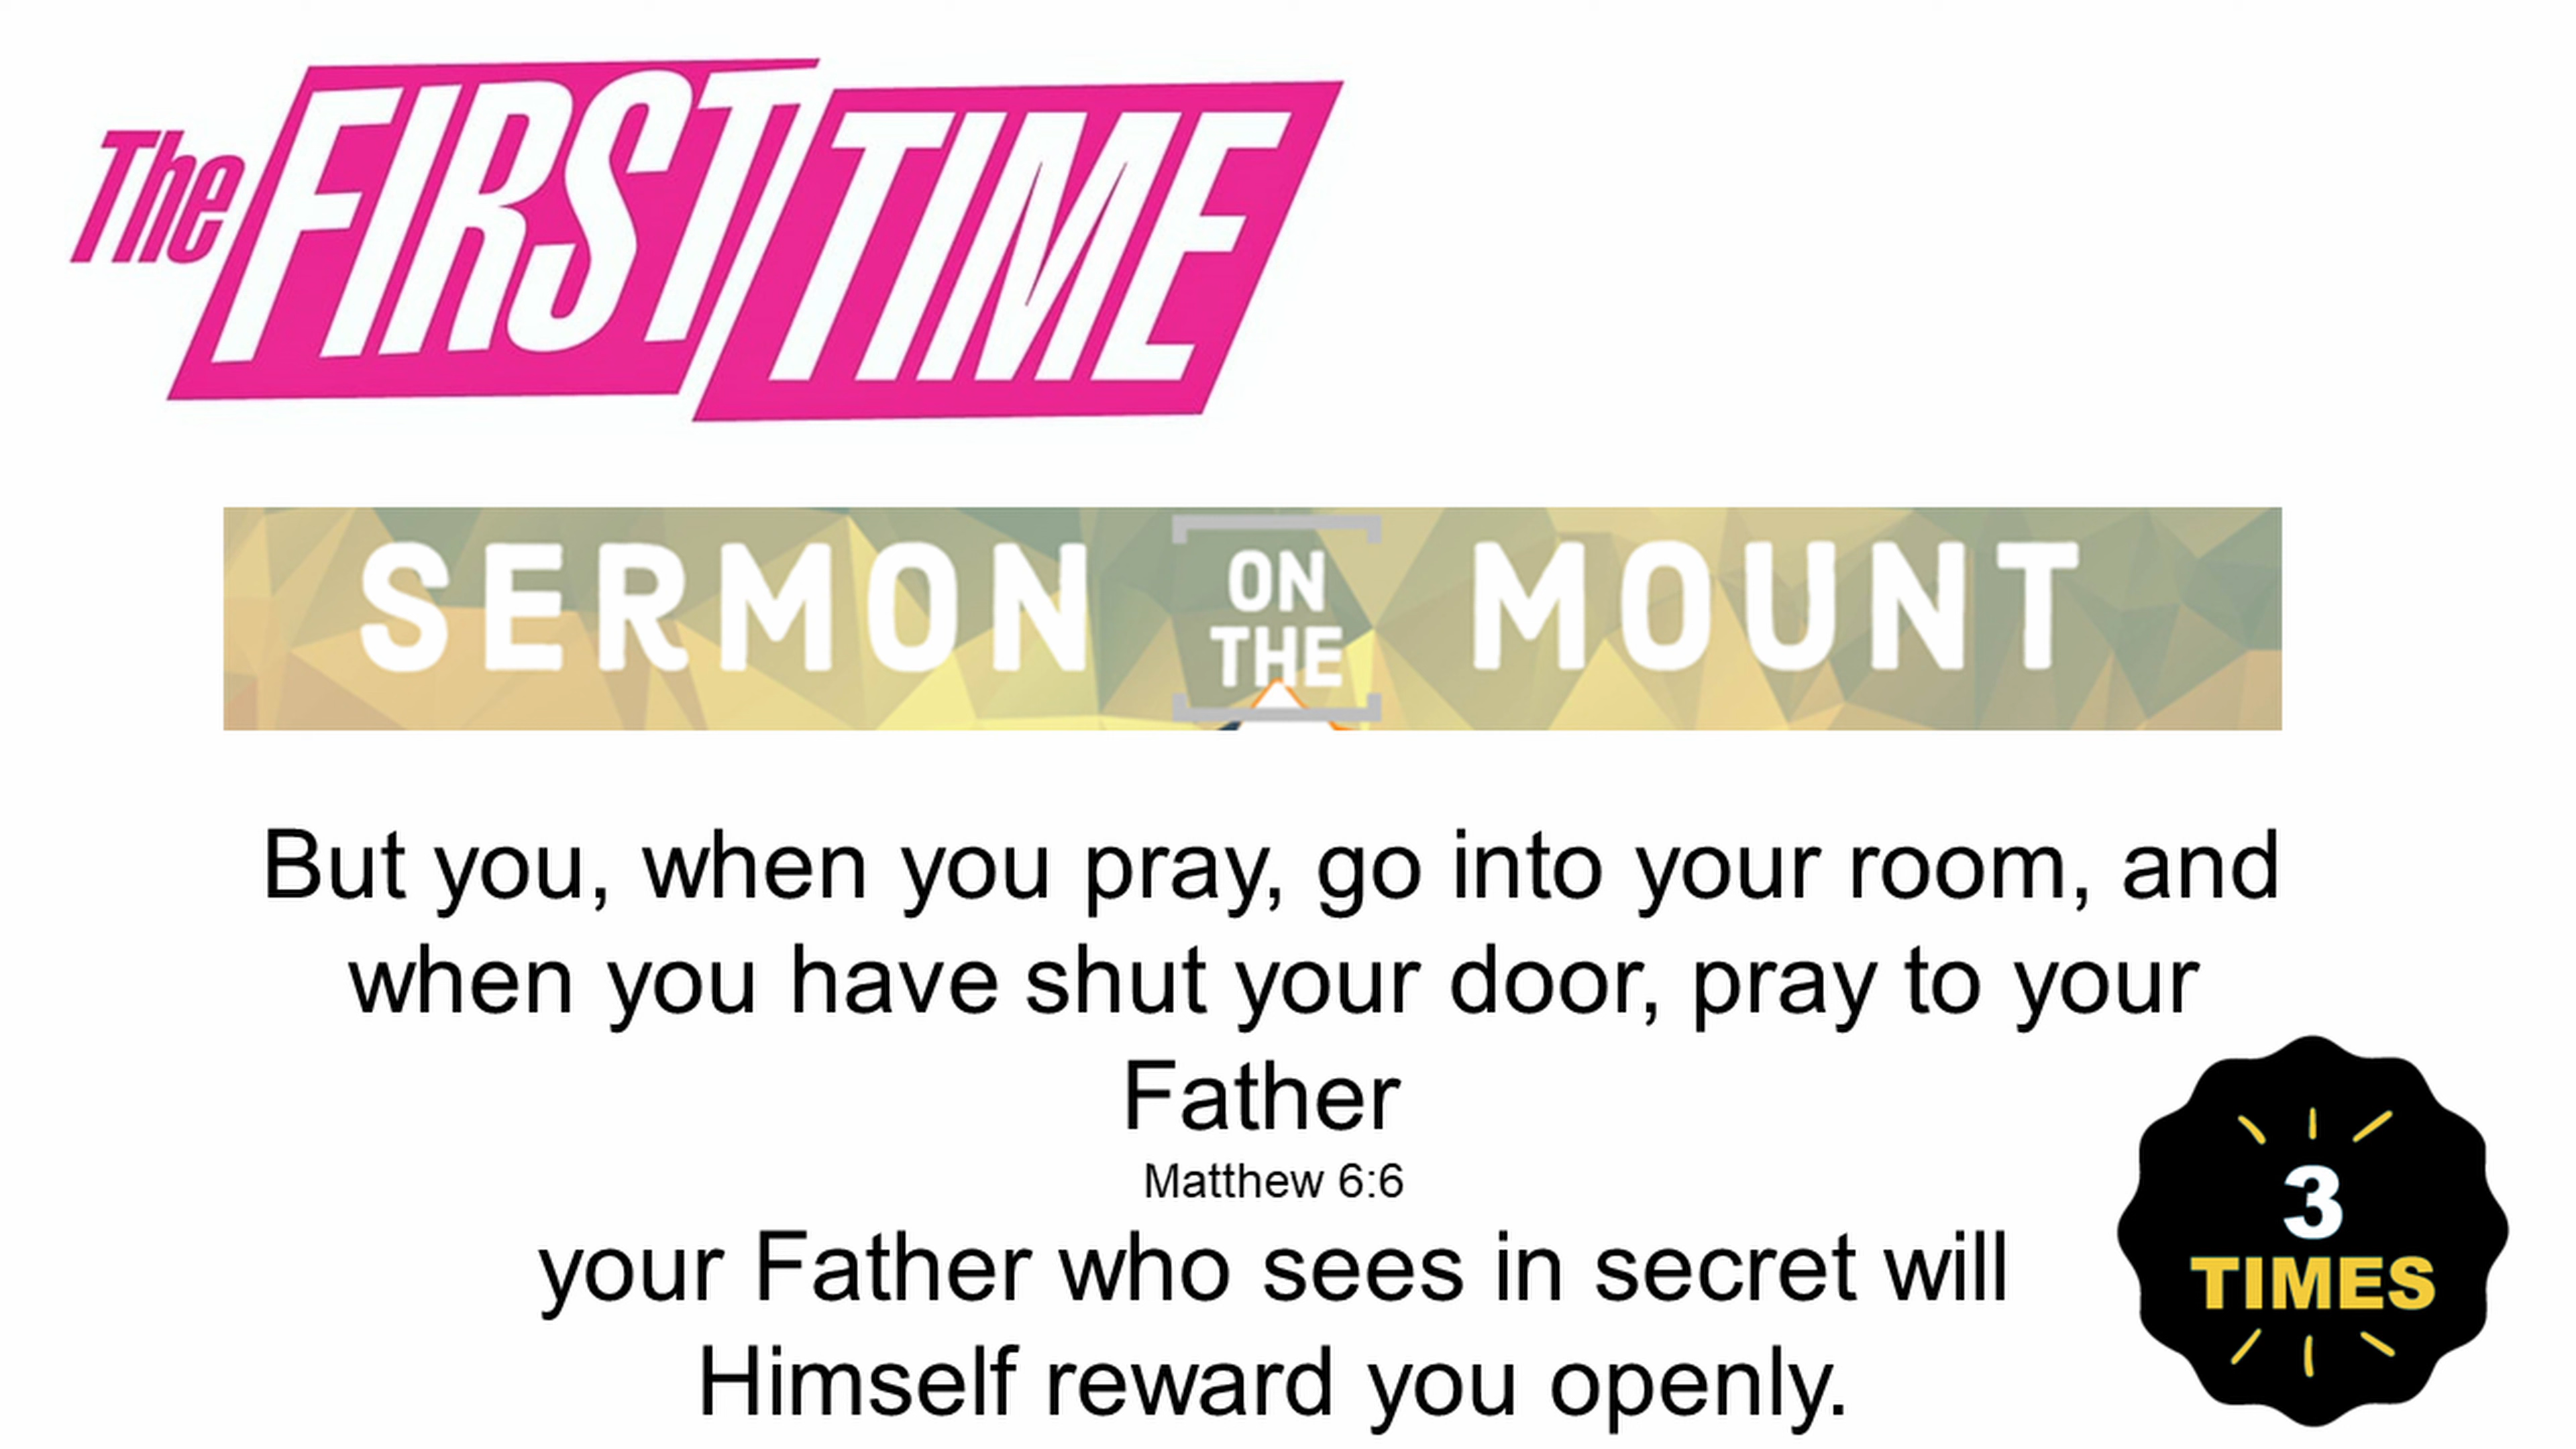 The FIRST TIME
SERMON ON THE MOUNT
But you, when you pray, go into your room, and
when you have shut your door, pray to your
Father
Matthew 6:6
your Father who sees in secret will
Himself reward you openly.
3
TIMES